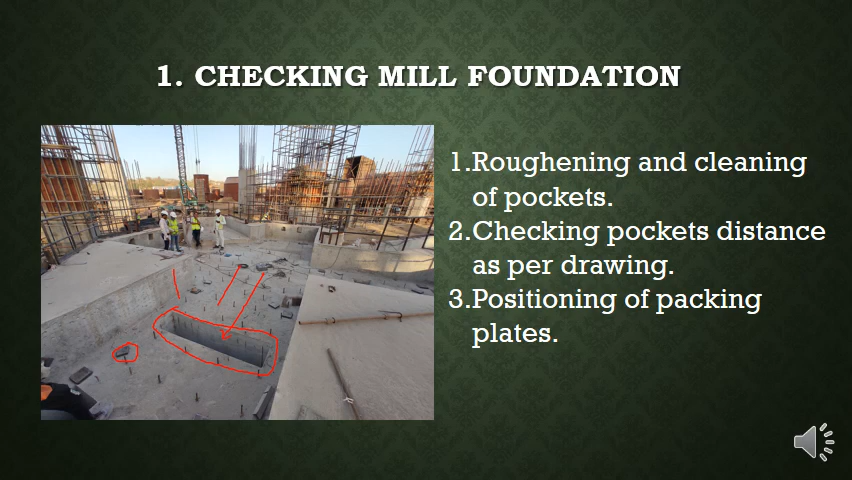 1. CHECKING MILL FOUNDATION
1.Roughening and cleaning
of pockets.
2.Checking pockets distance
as per drawing.
3.Positioning of packing
plates.